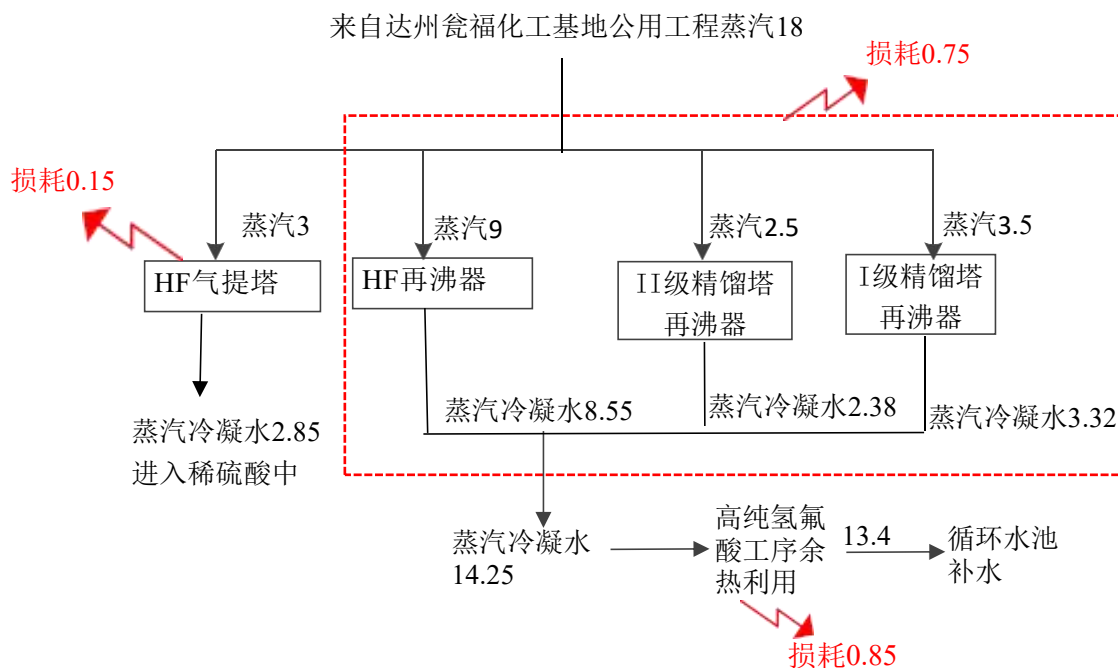 来自达州瓮福化工基地公用工程蒸汽18
损耗0.75
损耗0.15
蒸汽3
蒸汽9
蒸汽2.5
蒸汽3.5
HF气提塔
HF再沸器
II级精馏塔
再沸器
I级精馏塔
再沸器
蒸汽冷凝水2.85
进入稀硫酸中
蒸汽冷凝水8.55
蒸汽冷凝水2.38
蒸汽冷凝水3.32
蒸汽冷凝水
14.25
高纯氢氟
酸工序余
热利用
13.4
循环水池
补水
损耗0.85